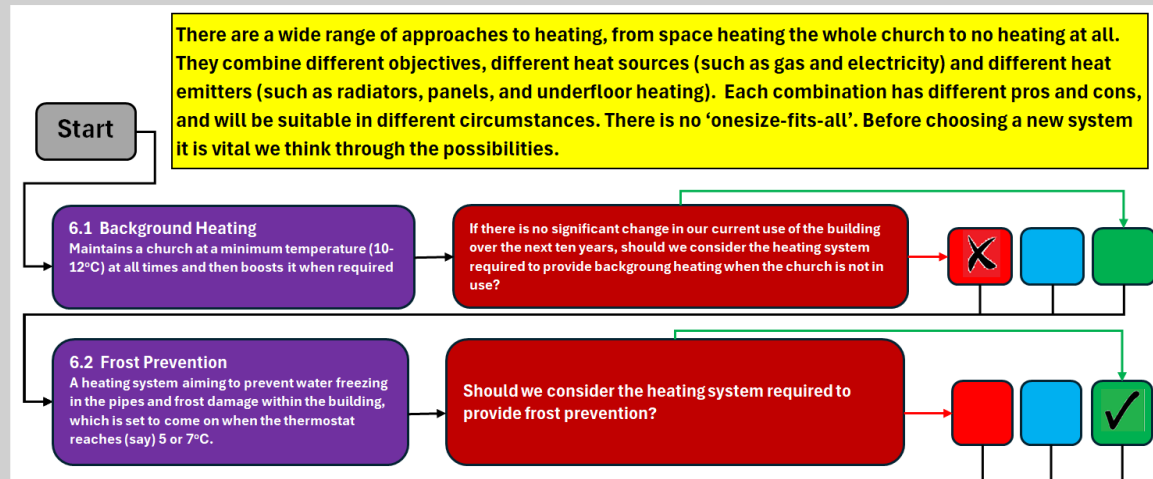 There are a wide range of approaches to heating, from space heating the whole church to no heating at all.
They combine different objectives, different heat sources (such as gas and electricity) and different heat
emitters (such as radiators, panels, and underfloor heating). Each combination has different pros and cons,
and will be suitable in different circumstances. There is no ‘onesize-fits-all’. Before choosing a new system
it is vital we think through the possibilities.
Start
6.1 Background Heating
Maintains a church at a minimum temperature (10-
12°C) at all times and then boosts it when required
If there is no significant change in our current use of the building
over the next ten years, should we consider the heating system
required to provide backgroung heating when the church is not in
use?
6.2 Frost Prevention
A heating system aiming to prevent water freezing
in the pipes and frost damage within the building,
which is set to come on when the thermostat
reaches (say) 5 or 7°C.
Should we consider the heating system required to
provide frost prevention?